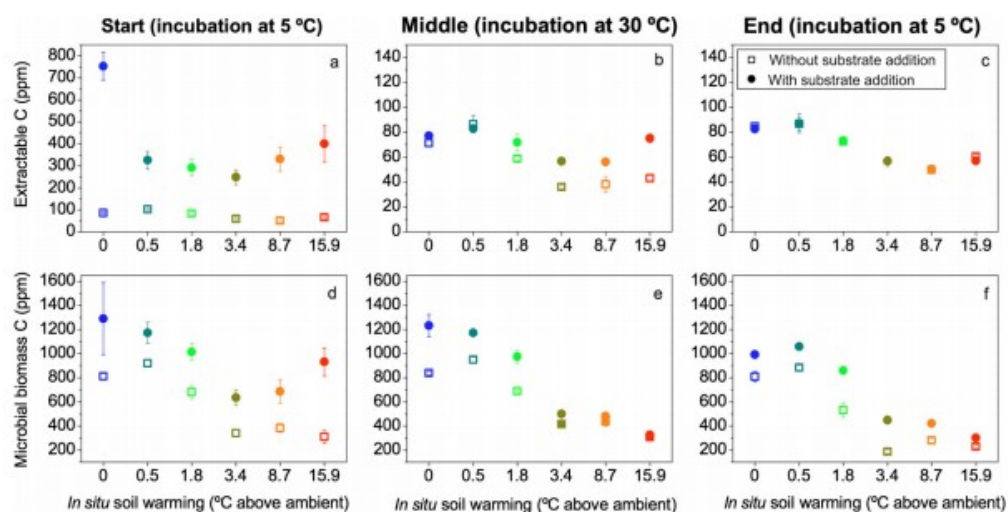 Start (incubation at 5 ºC)
Middle (incubation at 30 ºC)
End (incubation at 5 ºC)
Extractable C (ppm)
800
700
600
500
400
300
200
100
0
a
0 0.5 1.8 3.4 8.7 15.9
140
120
100
80
60
40
20
0
b
0 0.5 1.8 3.4 8.7 15.9
140
120
100
80
60
40
20
0
c
Without substrate addition
With substrate addition
0 0.5 1.8 3.4 8.7 15.9
Microbial biomass C (ppm)
1600
1400
1200
1000
800
600
400
200
d
0 0.5 1.8 3.4 8.7 15.9
1600
1400
1200
1000
800
600
400
200
e
0 0.5 1.8 3.4 8.7 15.9
1600
1400
1200
1000
800
600
400
200
f
0 0.5 1.8 3.4 8.7 15.9
In situ soil warming (ºC above ambient)
In situ soil warming (ºC above ambient)
In situ soil warming (ºC above ambient)